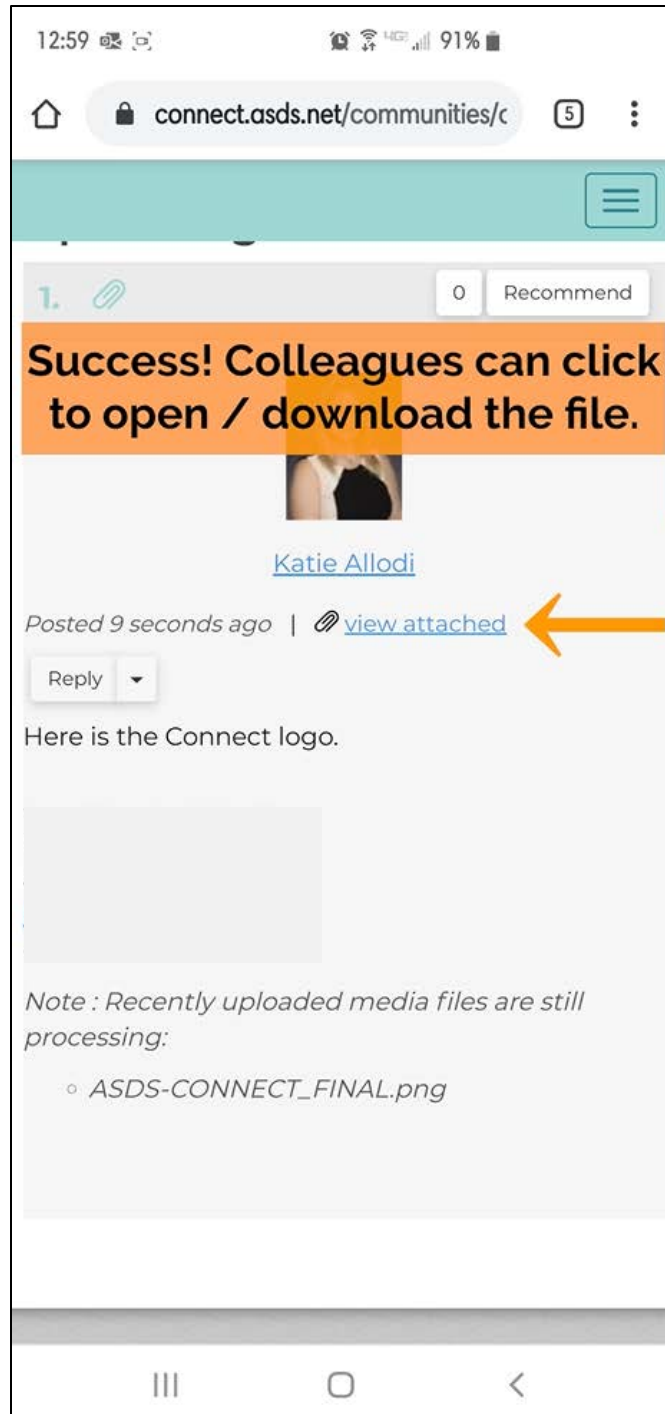 12:59 91%
connect.asds.net/communities/c 5
1. 0 Recommend
Success! Colleagues can click
to open / download the file.
Katie Allodi
Posted 9 seconds ago | view attached
Reply
Here is the Connect logo.
Note : Recently uploaded media files are still
processing:
ASDS-CONNECT_FINAL.png